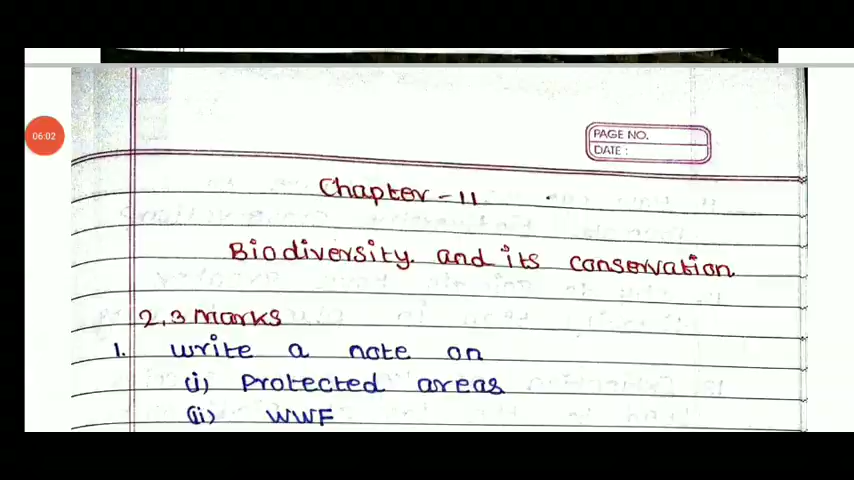 06:02
PAGE NO.
DATE :
Chapter - 11
Biodiversity. and its conservation
2,3 Marks
1. write a note on
(i) Protected areas
(ii) WWF